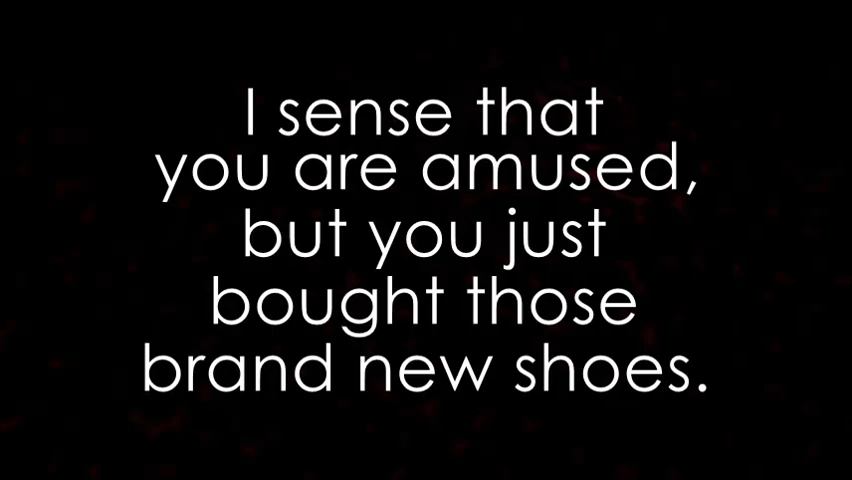 I sense that
you are amused,
but you just
bought those
brand new shoes.